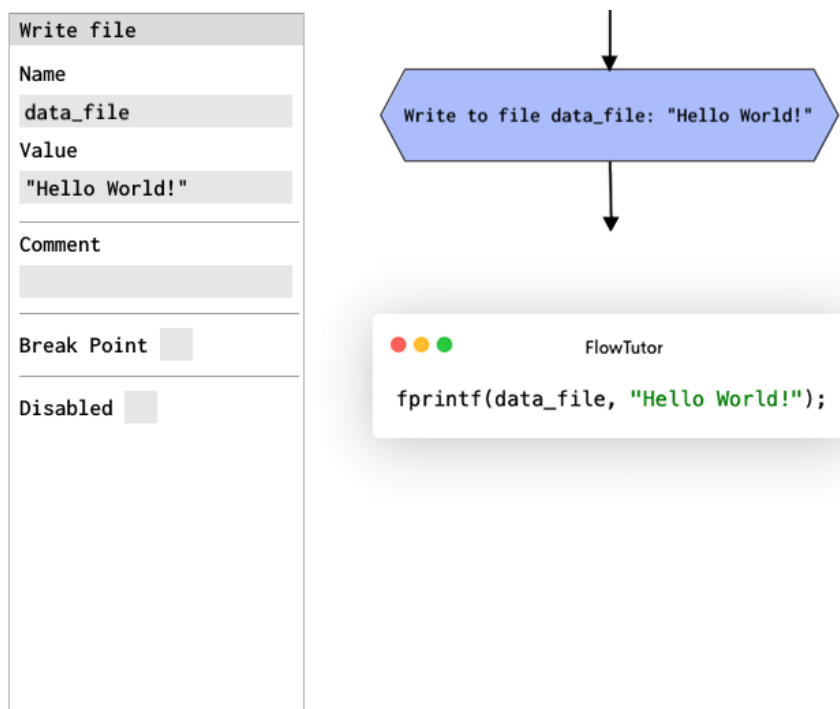 Write file
Name
data_file
Value
"Hello World!"
Comment
Break Point
Disabled
Write to file data_file: "Hello World!"
FlowTutor
fprintf(data_file, "Hello World!");